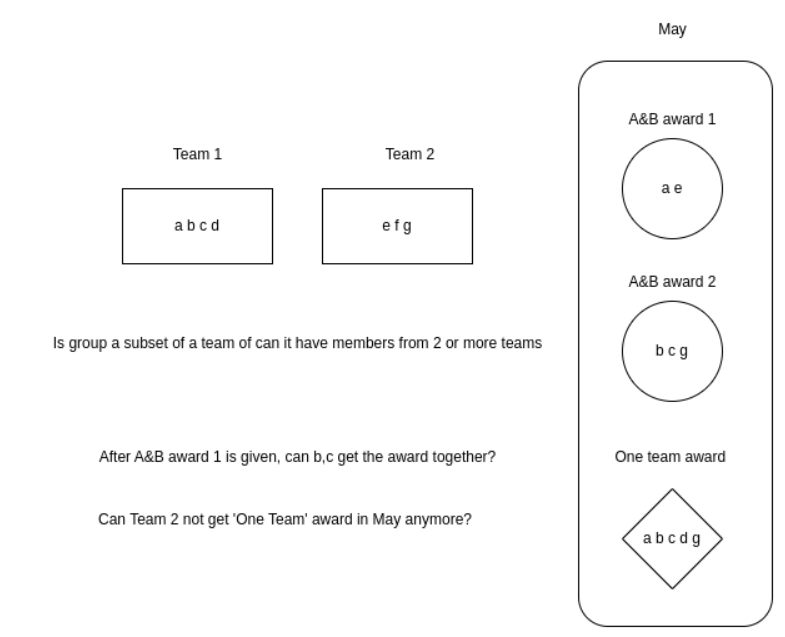 May
A&B award 1
Team 1
Team 2
a e
a b c d
e f g
A&B award 2
Is group a subset of a team of can it have members from 2 or more teams
b c g
After A&B award 1 is given, can b,c get the award together?
One team award
Can Team 2 not get 'One Team' award in May anymore?
a b c d g